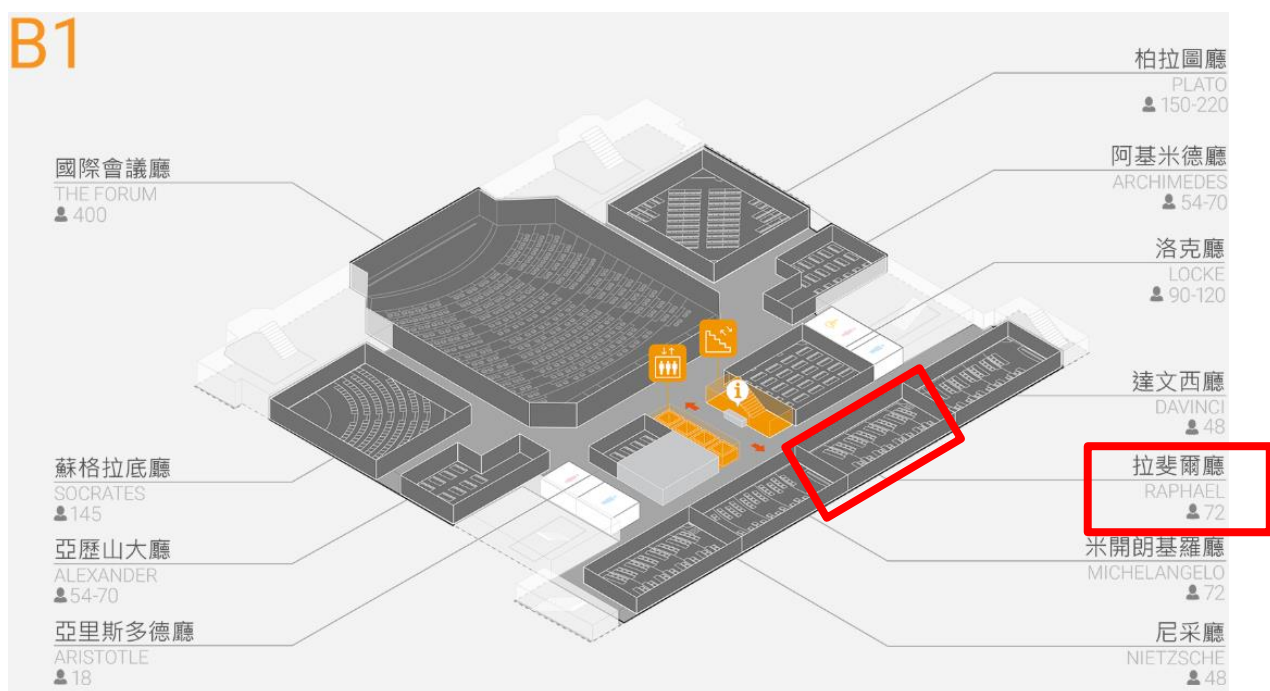 B1
國際會議廳
THE FORUM
400
蘇格拉底廳
SOCRATES
145
亞歷山大廳
ALEXANDER
54-70
亞里斯多德廳
ARISTOTLE
18
柏拉圖廳
PLATO
150-220
阿基米德廳
ARCHIMEDES
54-70
洛克廳
LOCKE
90-120
達文西廳
DAVINCI
48
拉斐爾廳
RAPHAEL
72
米開朗基羅廳
MICHELANGELO
72
尼采廳
NIETZSCHE
48